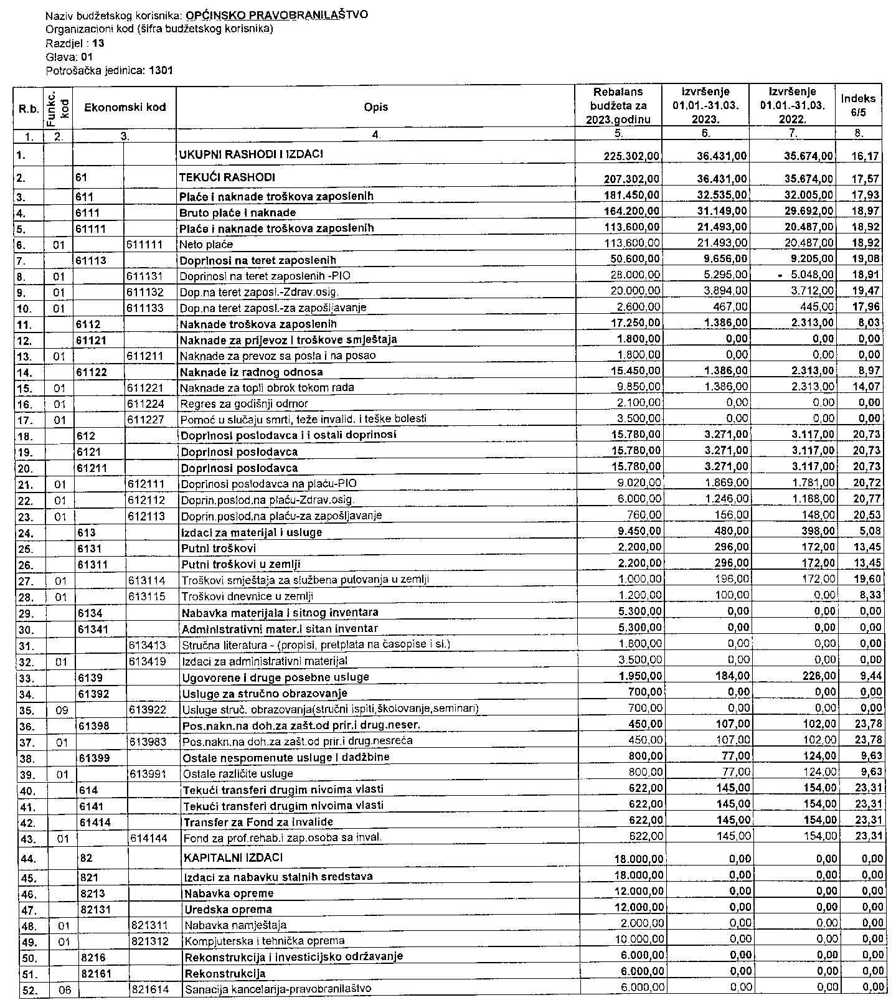 Naziv budžetskog korisnika: OPĆINSKO PRAVOBRANILAŠTVO
Organizacioni kod (šifra budžetskog korisnika)
Razdjel : 13
Glava: 01
Potrošačka jedinica: 1301
R.b. Funkc. kod Ekonomski kod Opis Rebalans budžeta za 2023.godinu Izvršenje 01.01.-31.03. 2023. Izvršenje 01.01.-31.03. 2022. Indeks 6/5
1. 2. 3. 4. 5. 6. 7. 8.
1. UKUPNI RASHODI I IZDACI 225.302,00 36.431,00 35.674,00 16,17
2. 61 TEKUĆI RASHODI 207.302,00 36.431,00 35.674,00 17,57
3. 611 Plaće i naknade troškova zaposlenih 181.450,00 32.535,00 32.005,00 17,93
4. 6111 Bruto plaće i naknade 164.200,00 31.149,00 29.692,00 18,97
5. 61111 Plaće i naknade troškova zaposlenih 113.600,00 21.493,00 20.487,00 18,92
6. 01 611111 Neto plaće 113.600,00 21.493,00 20.487,00 18,92
7. 61113 Doprinosi na teret zaposlenih 50.600,00 9.656,00 9.205,00 19,08
8. 01 611131 Doprinosi na teret zaposlenih -PIO 28.000,00 5.295,00 - 5.048,00 18,91
9. 01 611132 Dop.na teret zaposl.-Zdrav.osig. 20.000,00 3.894,00 3.712,00 19,47
10. 01 611133 Dop.na teret zaposl.-za zapošljavanje 2.600,00 467,00 445,00 17,96
11. 6112 Naknade troškova zaposlenih 17.250,00 1.386,00 2.313,00 8,03
12. 61121 Naknade za prijevoz i troškove smještaja 1.800,00 0,00 0,00 0,00
13. 01 611211 Naknade za prevoz sa posla i na posao 1.800,00 0,00 0,00 0,00
14. 61122 Naknade iz radnog odnosa 15.450,00 1.386,00 2.313,00 8,97
15. 01 611221 Naknade za topli obrok tokom rada 9.850,00 1.386,00 2.313,00 14,07
16. 01 611224 Regres za godišnji odmor 2.100,00 0,00 0,00 0,00
17. 01 611227 Pomoć u slučaju smrti, teže invalid. i teške bolesti 3.500,00 0,00 0,00 0,00
18. 612 Doprinosi poslodavca i i ostali doprinosi 15.780,00 3.271,00 3.117,00 20,73
19. 6121 Doprinosi poslodavca 15.780,00 3.271,00 3.117,00 20,73
20. 61211 Doprinosi poslodavca 15.780,00 3.271,00 3.117,00 20,73
21. 01 612111 Doprinosi poslodavca na plaću-PIO 9.020,00 1.869,00 1.781,00 20,72
22. 01 612112 Doprin.poslod.na plaću-Zdrav.osig. 6.000,00 1.246,00 1.188,00 20,77
23. 01 612113 Doprin.poslod.na plaću-za zapošljavanje 760,00 156,00 148,00 20,53
24. 613 Izdaci za materijal i usluge 9.450,00 480,00 398,00 5,08
25. 6131 Putni troškovi 2.200,00 296,00 172,00 13,45
26. 61311 Putni troškovi u zemlji 2.200,00 296,00 172,00 13,45
27. 01 613114 Troškovi smještaja za službena putovanja u zemlji 1.000,00 196,00 172,00 19,60
28. 01 613115 Troškovi dnevnice u zemlji 1.200,00 100,00 0,00 8,33
29. 6134 Nabavka materijala i sitnog inventara 5.300,00 0,00 0,00 0,00
30. 61341 Administrativni mater.i sitan inventar 5.300,00 0,00 0,00 0,00
31. 613413 Stručna literatura - (propisi, pretplata na časopise i sl.) 1.800,00 0,00 0,00 0,00
32. 01 613419 Izdaci za administrativni materijal 3.500,00 0,00 0,00 0,00
33. 6139 Ugovorene i druge posebne usluge 1.950,00 184,00 226,00 9,44
34. 61392 Usluge za stručno obrazovanje 700,00 0,00 0,00 0,00
35. 09 613922 Usluge struč. obrazovanja(stručni ispiti,školovanje,seminari) 700,00 0,00 0,00 0,00
36. 61398 Pos.nakn.na doh.za zašt.od prir.i drug.neser. 450,00 107,00 102,00 23,78
37. 01 613983 Pos.nakn.na doh.za zašt.od prir.i drug.nesreća 450,00 107,00 102,00 23,78
38. 61399 Ostale nespomenute usluge i dadžbine 800,00 77,00 124,00 9,63
39. 01 613991 Ostale različite usluge 800,00 77,00 124,00 9,63
40. 614 Tekući transferi drugim nivoima vlasti 622,00 145,00 154,00 23,31
41. 6141 Tekući transferi drugim nivoima vlasti 622,00 145,00 154,00 23,31
42. 61414 Transfer za Fond za invalide 622,00 145,00 154,00 23,31
43. 01 614144 Fond za prof.rehab.i zap.osoba sa inval. 622,00 145,00 154,00 23,31
44. 82 KAPITALNI IZDACI 18.000,00 0,00 0,00 0,00
45. 821 Izdaci za nabavku stalnih sredstava 18.000,00 0,00 0,00 0,00
46. 8213 Nabavka opreme 12.000,00 0,00 0,00 0,00
47. 82131 Uredska oprema 12.000,00 0,00 0,00 0,00
48. 01 821311 Nabavka namještaja 2.000,00 0,00 0,00 0,00
49. 01 821312 Kompjuterska i tehnička oprema 10.000,00 0,00 0,00 0,00
50. 8216 Rekonstrukcija i investicijsko održavanje 6.000,00 0,00 0,00 0,00
51. 82161 Rekonstrukcija 6.000,00 0,00 0,00 0,00
52. 06 821614 Sanacija kancelarija-pravobranilaštvo 6.000,00 0,00 0,00 0,00